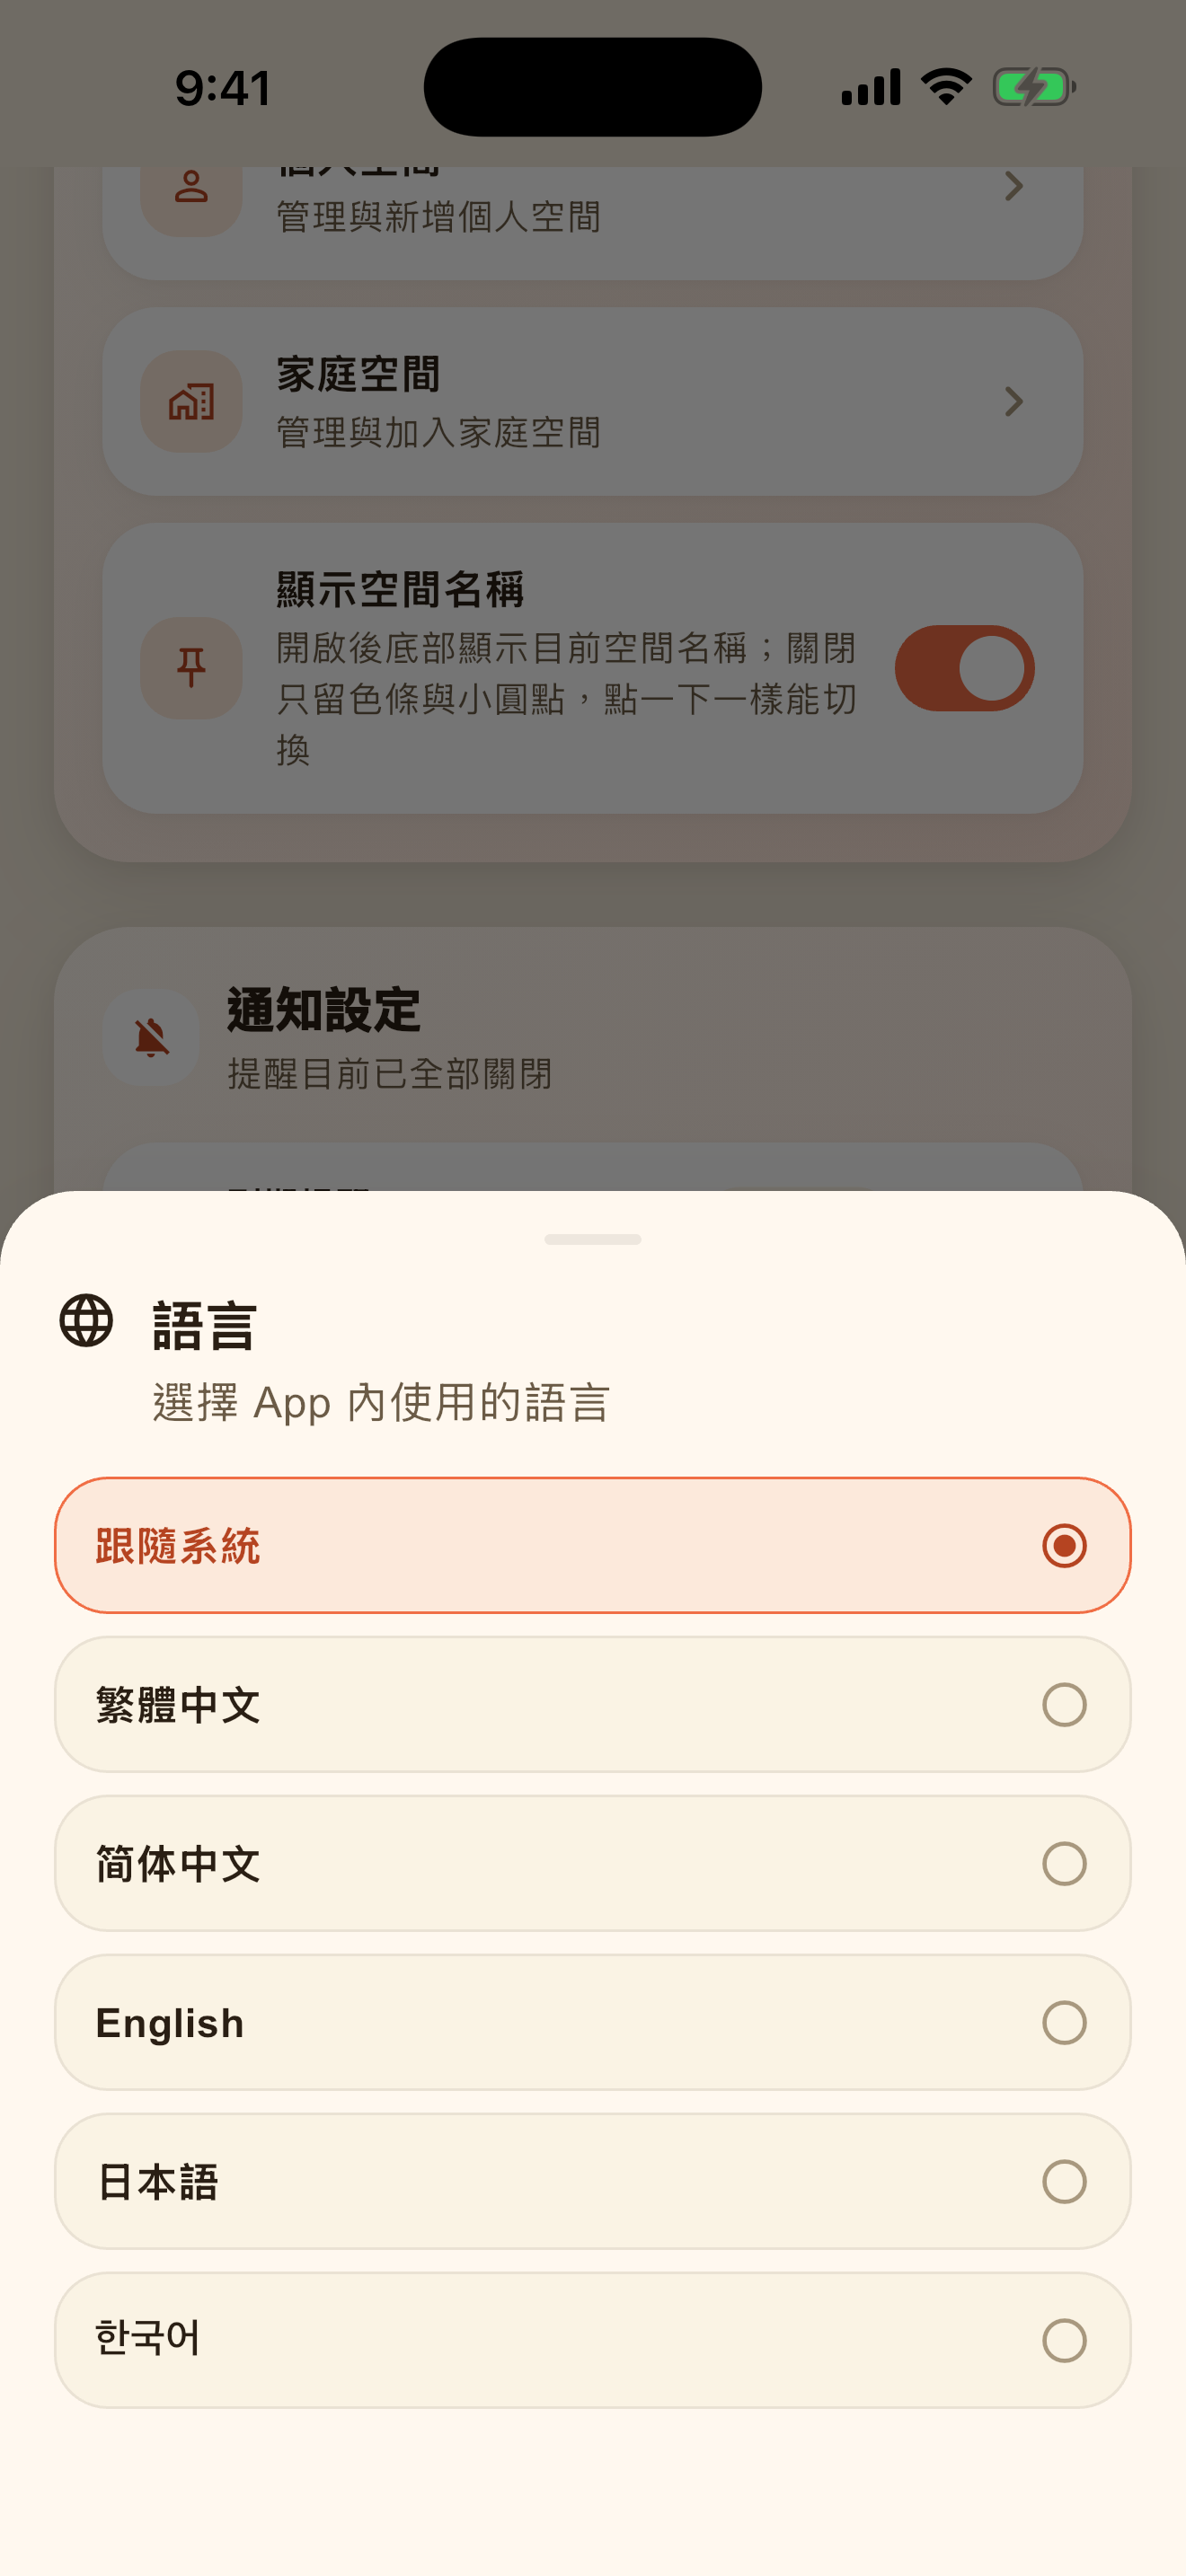 9:41
管理與新增個人空間
家庭空間
管理與加入家庭空間
顯示空間名稱
開啟後底部顯示目前空間名稱；關閉
只留色條與小圓點，點一下一樣能切
換
通知設定
提醒目前已全部關閉
語言
選擇 App 內使用的語言
跟隨系統
繁體中文
简体中文
English
日本語
한국어